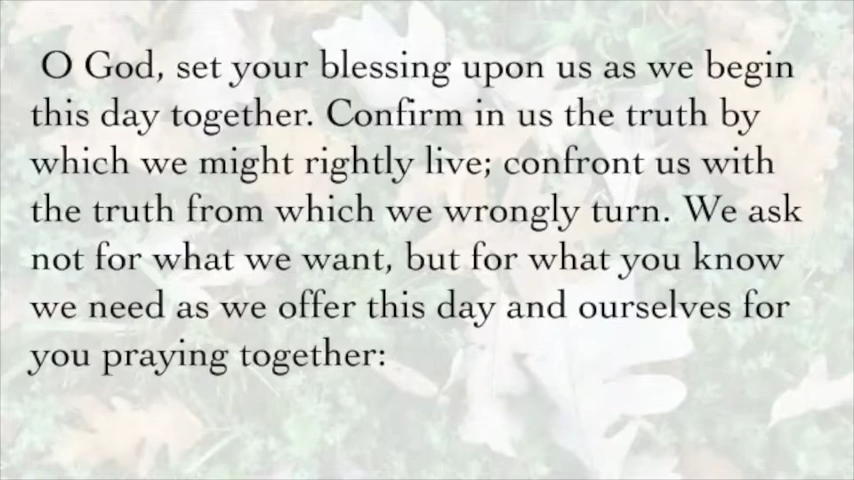 O God, set your blessing upon us as we begin
this day together. Confirm in us the truth by
which we might rightly live; confront us with
the truth from which we wrongly turn. We ask
not for what we want, but for what you know
we need as we offer this day and ourselves for
you praying together: